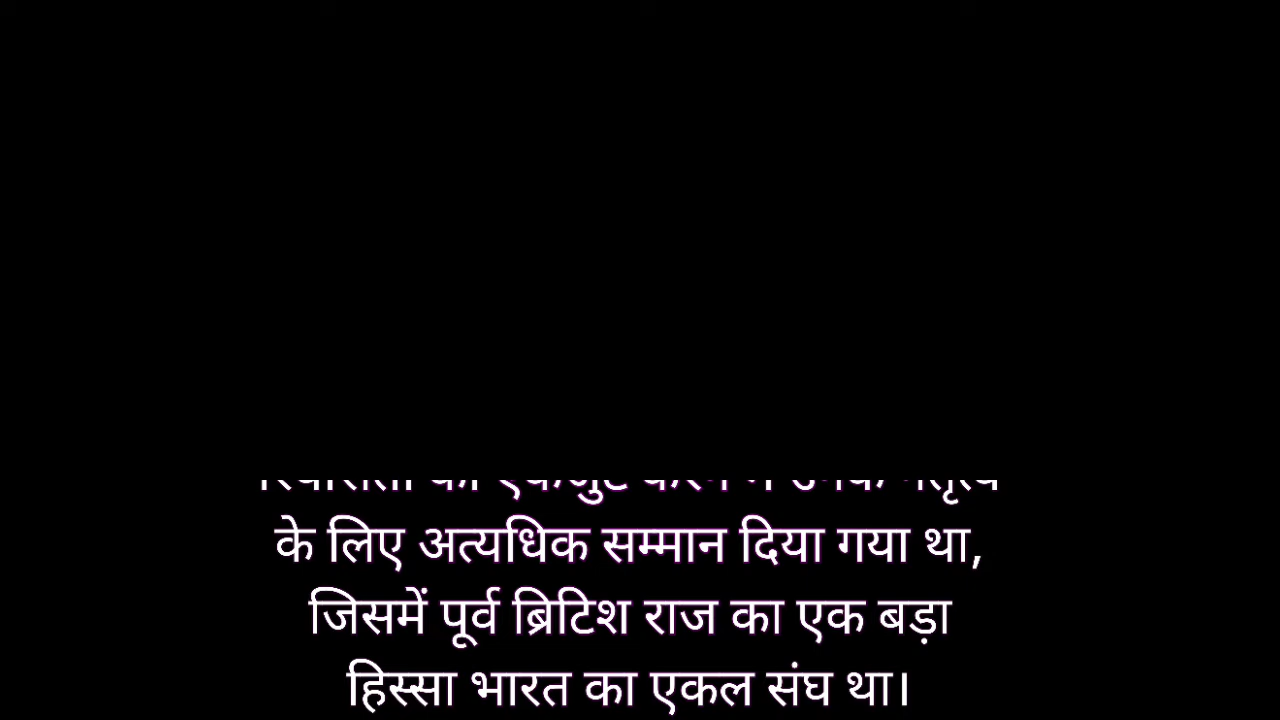 के लिए अत्यधिक सम्मान दिया गया था,
जिसमें पूर्व ब्रिटिश राज का एक बड़ा
हिस्सा भारत का एकल संघ था।